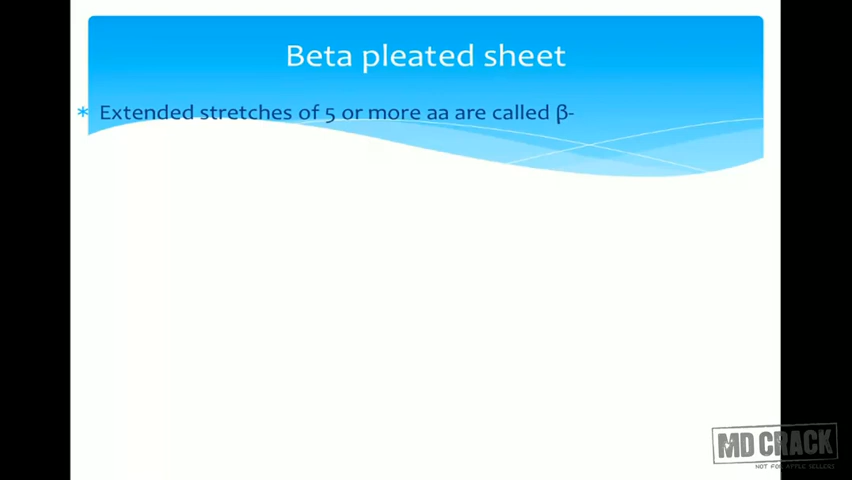 Beta pleated sheet
* Extended stretches of 5 or more aa are called β-
MD CRACK
NOT FOR APPLE SELLERS